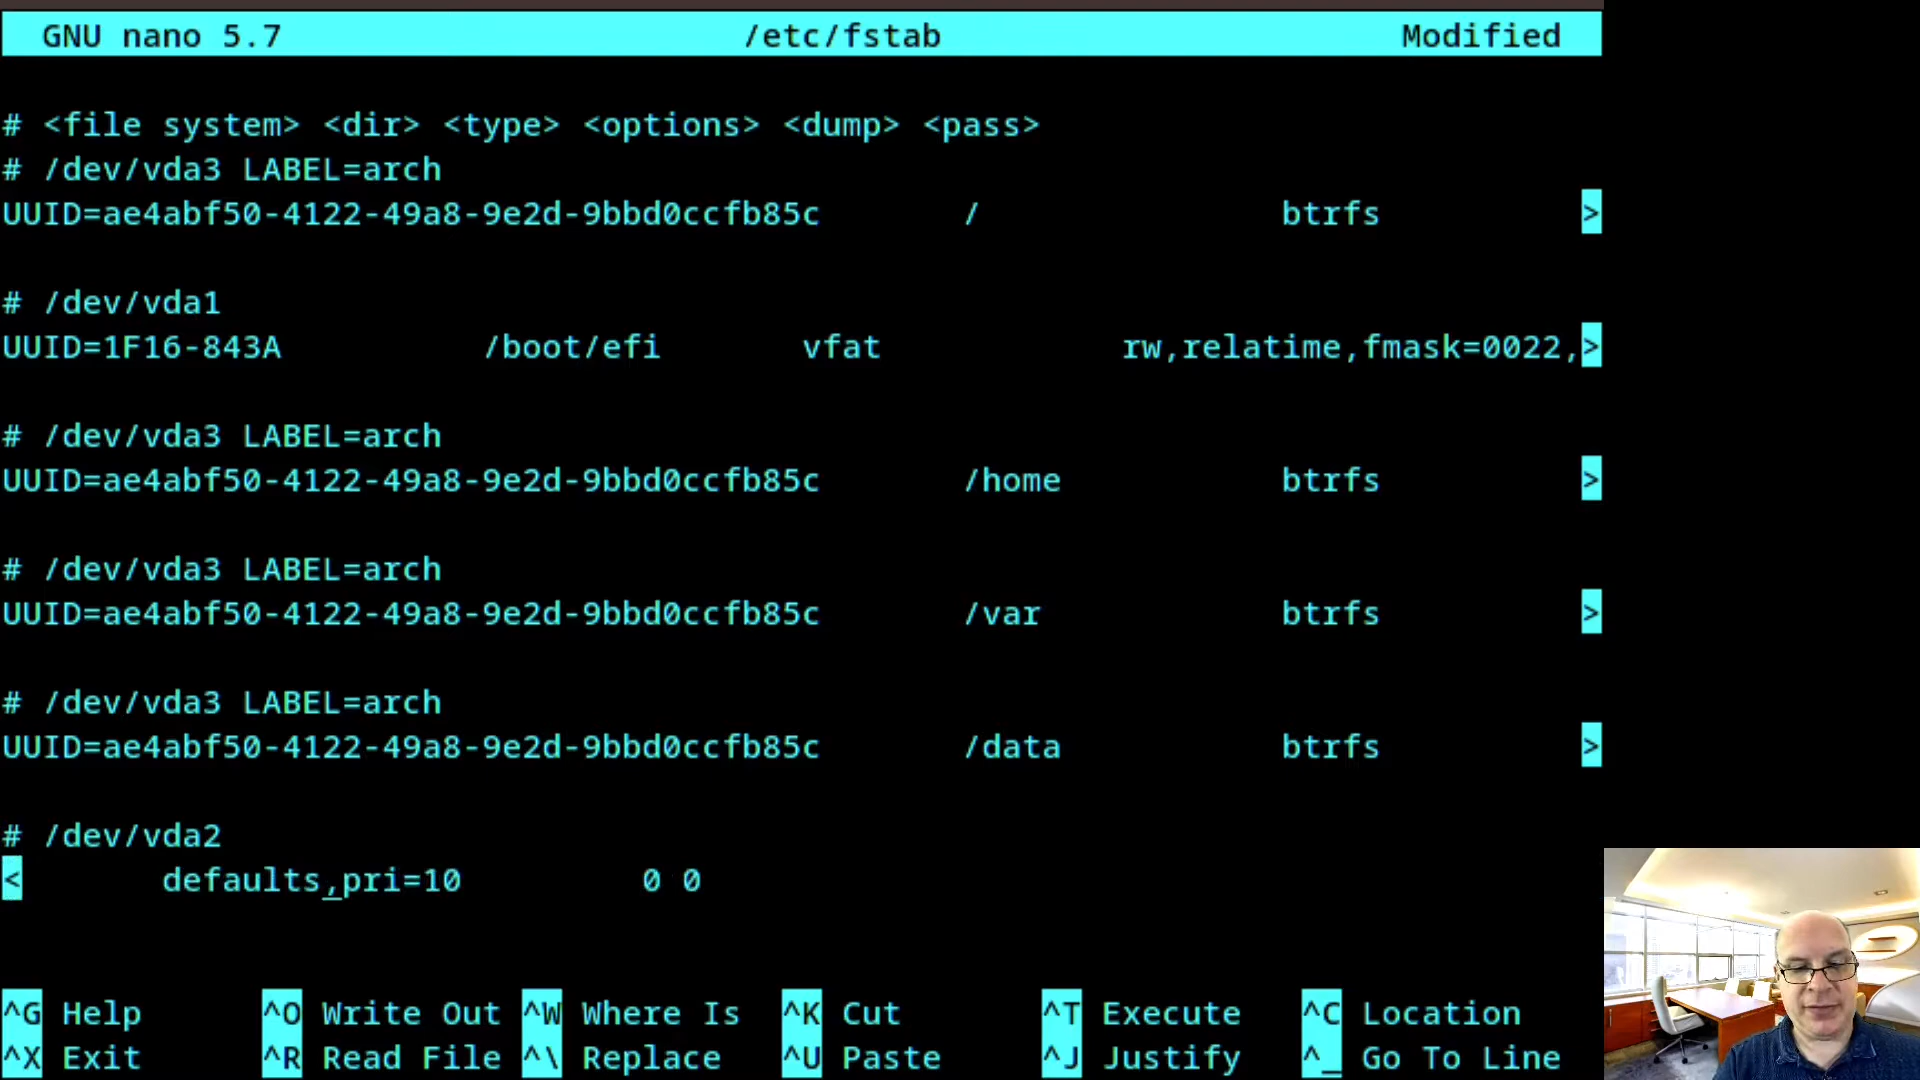 GNU nano 5.7 /etc/fstab Modified
# <file system> <dir> <type> <options> <dump> <pass>
# /dev/vda3 LABEL=arch
UUID=ae4abf50-4122-49a8-9e2d-9bbd0ccfb85c / btrfs >
# /dev/vda1
UUID=1F16-843A /boot/efi vfat rw,relatime,fmask=0022,>
# /dev/vda3 LABEL=arch
UUID=ae4abf50-4122-49a8-9e2d-9bbd0ccfb85c /home btrfs >
# /dev/vda3 LABEL=arch
UUID=ae4abf50-4122-49a8-9e2d-9bbd0ccfb85c /var btrfs >
# /dev/vda3 LABEL=arch
UUID=ae4abf50-4122-49a8-9e2d-9bbd0ccfb85c /data btrfs >
# /dev/vda2
< defaults,pri=10 0 0
^G Help ^O Write Out ^W Where Is ^K Cut ^T Execute ^C Location
^X Exit ^R Read File ^\ Replace ^U Paste ^J Justify ^_ Go To Line